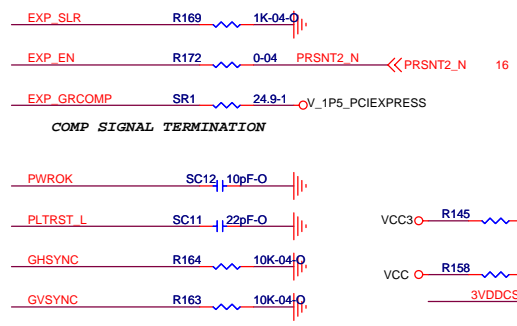 EXP_SLR R169 1K-04-O
EXP_EN R172 0-04 PRSNT2_N PRSNT2_N 16
EXP_GRCOMP SR1 24.9-1 V_1P5_PCIEXPRESS
COMP SIGNAL TERMINATION
PWROK SC12 10pF-O
PLTRST_L SC11 22pF-O
VCC3 R145
GHSYNC R164 10K-04-O
VCC R158
GVSYNC R163 10K-04-O
3VDDCS